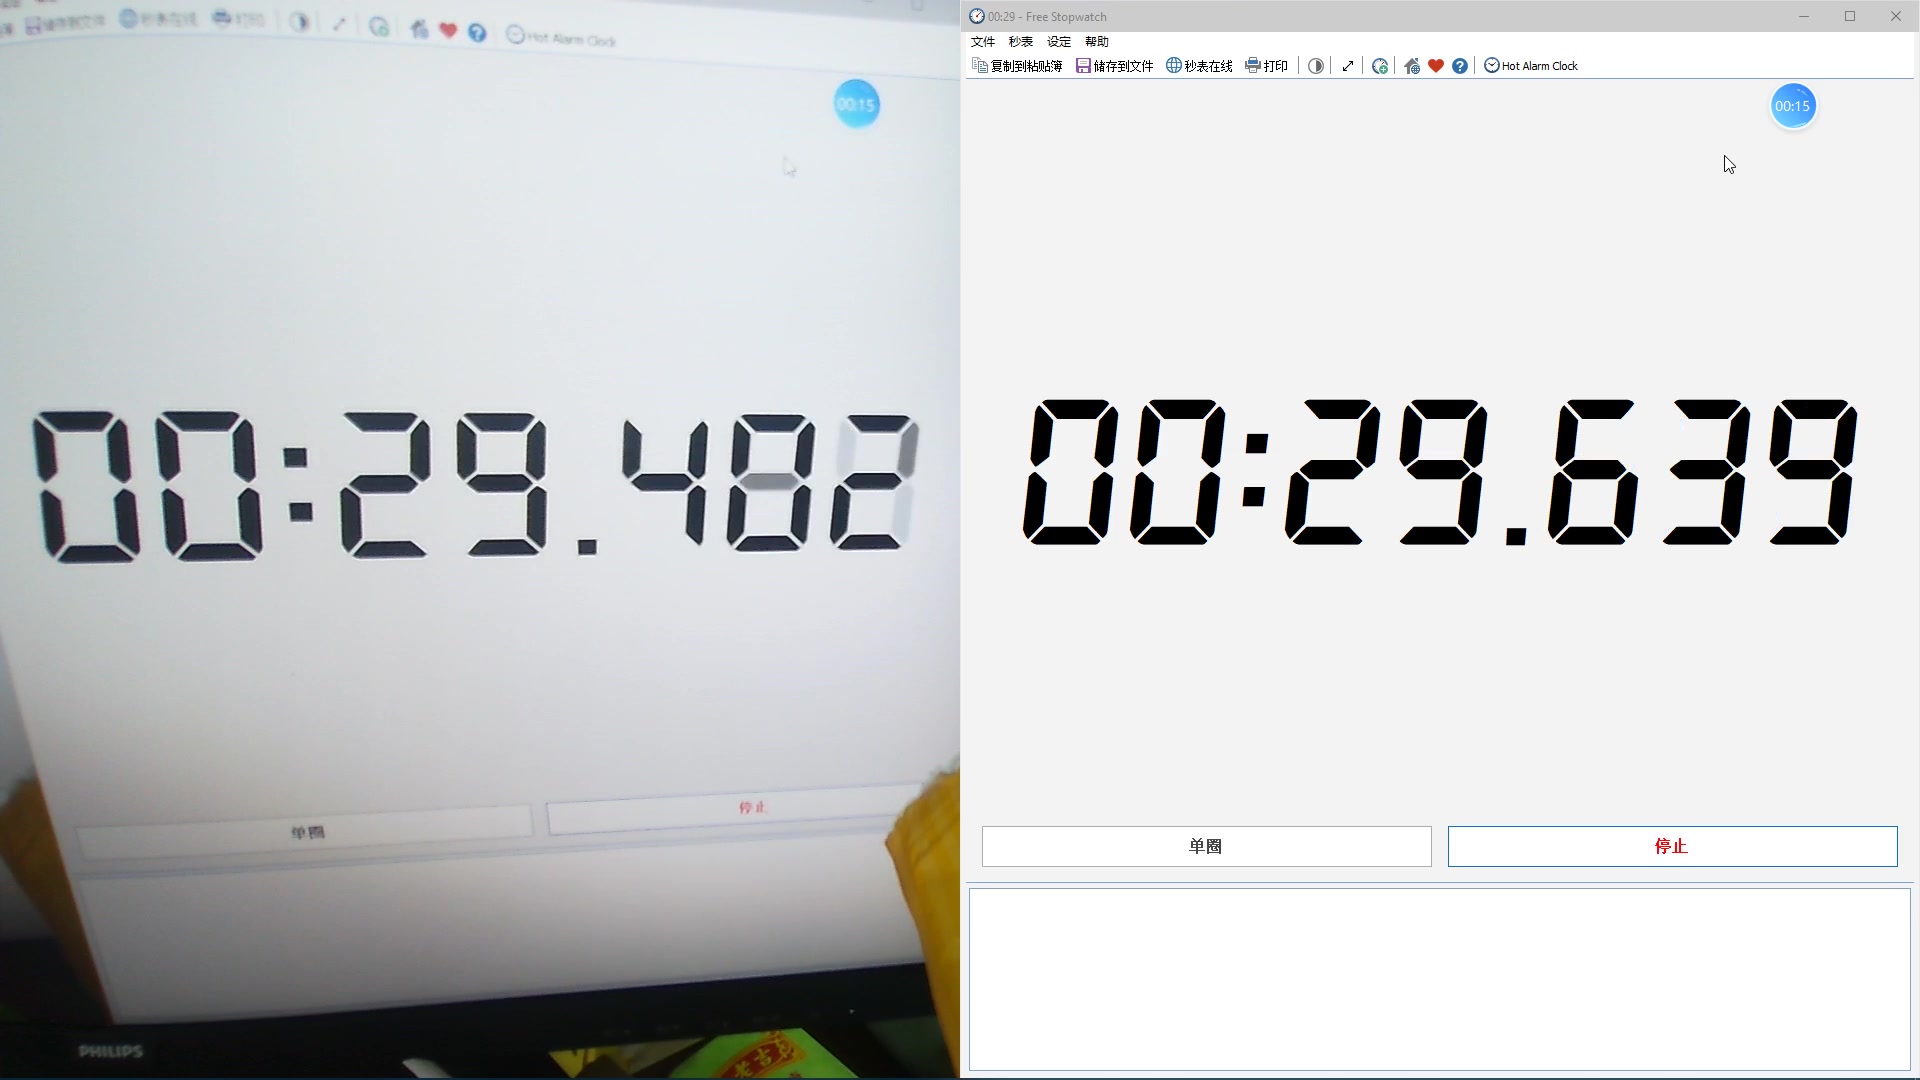 储存到文件 秒表在线 打印 Hot Alarm Clock
00:15
00:29.482
单圈 停止
PHILIPS
00:29 - Free Stopwatch
文件 秒表 设定 帮助
复制到粘贴簿 储存到文件 秒表在线 打印 Hot Alarm Clock
00:15
00:29.639
单圈 停止